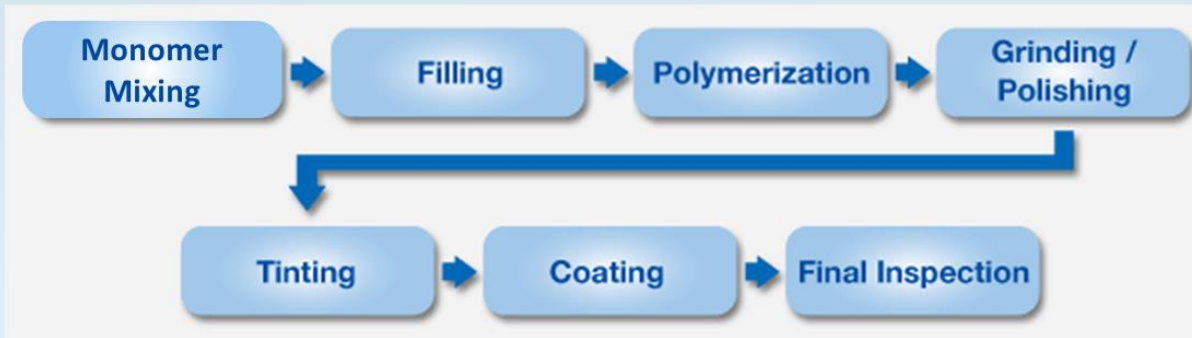 Monomer
Mixing
Filling
Polymerization
Grinding /
Polishing
Tinting
Coating
Final Inspection